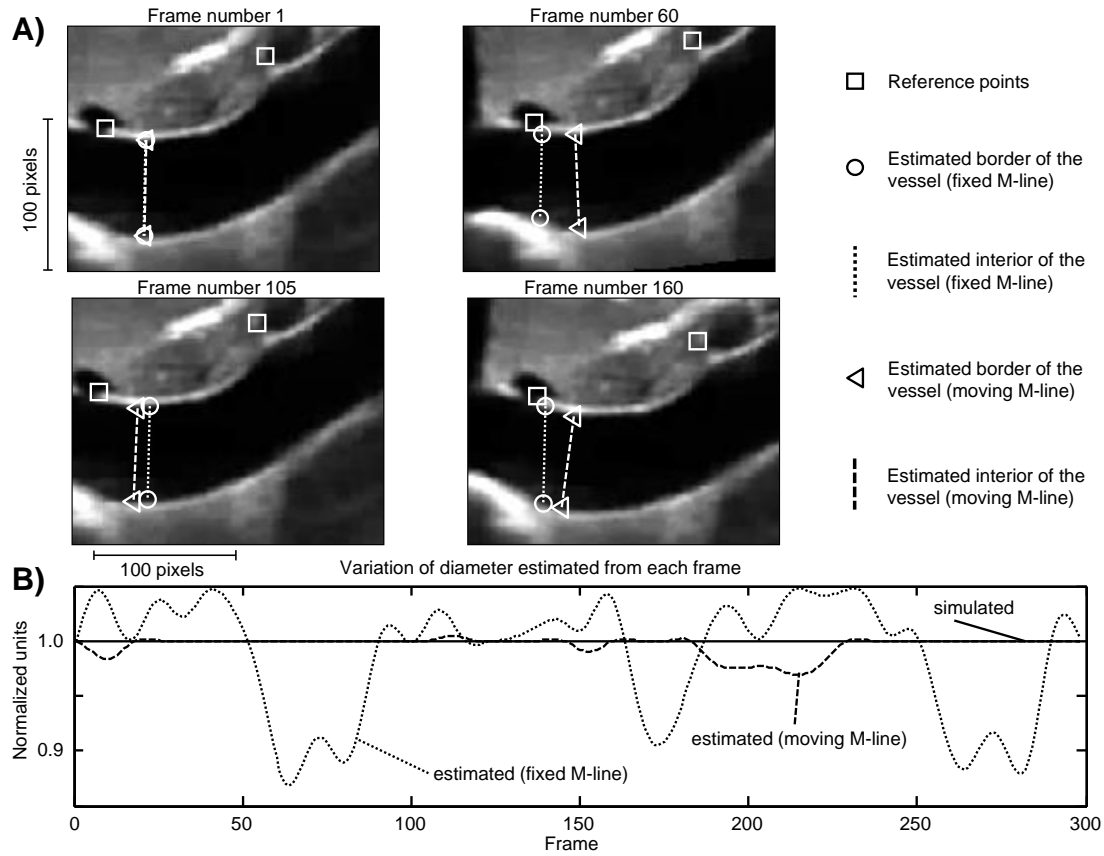 A)
Frame number 1
Frame number 60
100 pixels
Reference points
Estimated border of the
vessel (fixed M-line)
Estimated interior of the
vessel (fixed M-line)
Frame number 105
Frame number 160
Estimated border of the
vessel (moving M-line)
Estimated interior of the
vessel (moving M-line)
100 pixels
B)
Variation of diameter estimated from each frame
Normalized units
1.0
0.9
simulated
estimated (moving M-line)
estimated (fixed M-line)
0
50
100
150
200
250
300
Frame